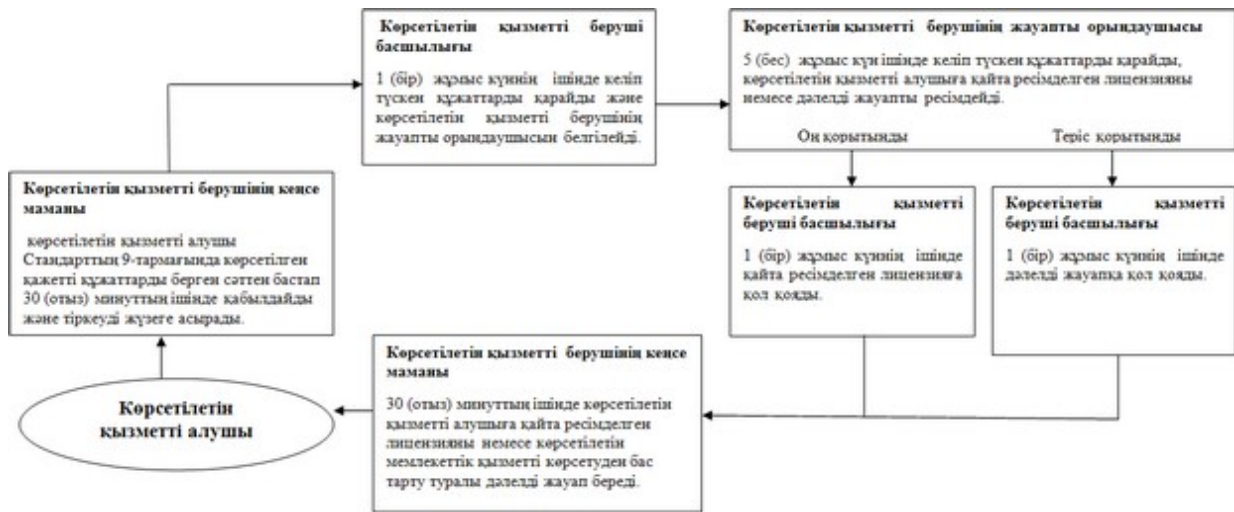 Көрсетілетін қызметті беруші
басшылығы
1 (бір) жұмыс күннің ішінде келіп
түскен құжаттарды қарайды және
көрсетілетін қызметті берушінің
жауапты орындаушысын белгілейді.
Көрсетілетін қызметті берушінің жауапты орындаушысы
5 (бес) жұмыс күн ішінде келіп түскен құжаттарды қарайды,
көрсетілетін қызметті алушыға қайта ресімделген лицензияны
немесе дәлелді жауапты ресімдейді.
Оң қорытынды Теріс қорытынды
Көрсетілетін қызметті берушінің кеңсе
маманы
көрсетілетін қызметті алушы
Стандарттың 9-тармағында көрсетілген
қажетті құжаттарды берген сәттен бастап
30 (отыз) минуттың ішінде қабылдайды
және тіркеуді жүзеге асырады.
Көрсетілетін қызметті
беруші басшылығы
1 (бір) жұмыс күннің ішінде
қайта ресімделген лицензияға
қол қояды.
Көрсетілетін қызметті
беруші басшылығы
1 (бір) жұмыс күннің ішінде
дәлелді жауапқа қол қояды.
Көрсетілетін қызметті берушінің кеңсе
маманы
30 (отыз) минуттың ішінде көрсетілетін
қызметті алушыға қайта ресімделген
лицензияны немесе көрсетілетін
мемлекеттік қызметті көрсетуден бас
тарту туралы дәлелді жауап береді.
Көрсетілетін
қызметті алушы